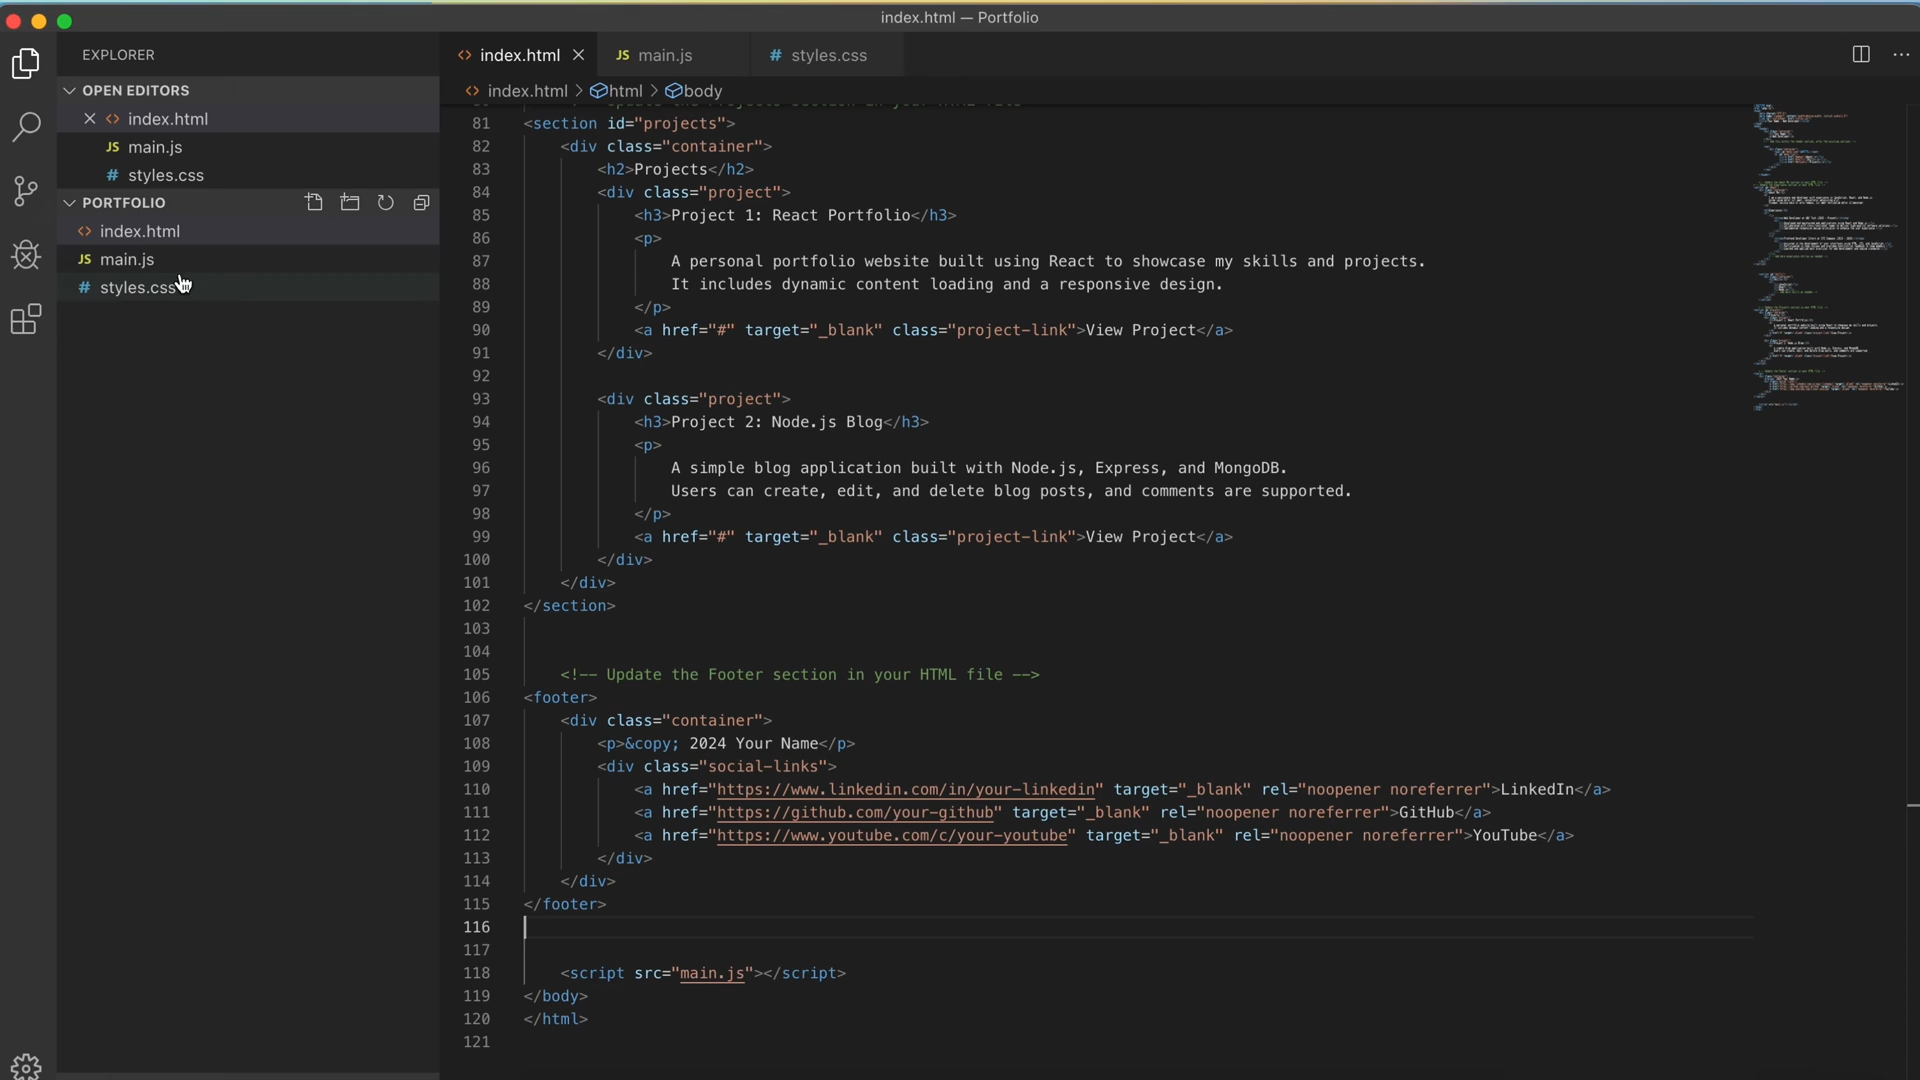 index.html — Portfolio
EXPLORER
OPEN EDITORS
index.html
JS main.js
# styles.css
PORTFOLIO
index.html
JS main.js
# styles.css
index.html
JS main.js
# styles.css
index.html > html > body
81 <section id="projects">
82 <div class="container">
83 <h2>Projects</h2>
84 <div class="project">
85 <h3>Project 1: React Portfolio</h3>
86 <p>
87 A personal portfolio website built using React to showcase my skills and projects.
88 It includes dynamic content loading and a responsive design.
89 </p>
90 <a href="#" target="_blank" class="project-link">View Project</a>
91 </div>
92
93 <div class="project">
94 <h3>Project 2: Node.js Blog</h3>
95 <p>
96 A simple blog application built with Node.js, Express, and MongoDB.
97 Users can create, edit, and delete blog posts, and comments are supported.
98 </p>
99 <a href="#" target="_blank" class="project-link">View Project</a>
100 </div>
101 </div>
102 </section>
103
104
105 <!-- Update the Footer section in your HTML file -->
106 <footer>
107 <div class="container">
108 <p>&copy; 2024 Your Name</p>
109 <div class="social-links">
110 <a href="https://www.linkedin.com/in/your-linkedin" target="_blank" rel="noopener noreferrer">LinkedIn</a>
111 <a href="https://github.com/your-github" target="_blank" rel="noopener noreferrer">GitHub</a>
112 <a href="https://www.youtube.com/c/your-youtube" target="_blank" rel="noopener noreferrer">YouTube</a>
113 </div>
114 </div>
115 </footer>
116
117
118 <script src="main.js"></script>
119 </body>
120 </html>
121